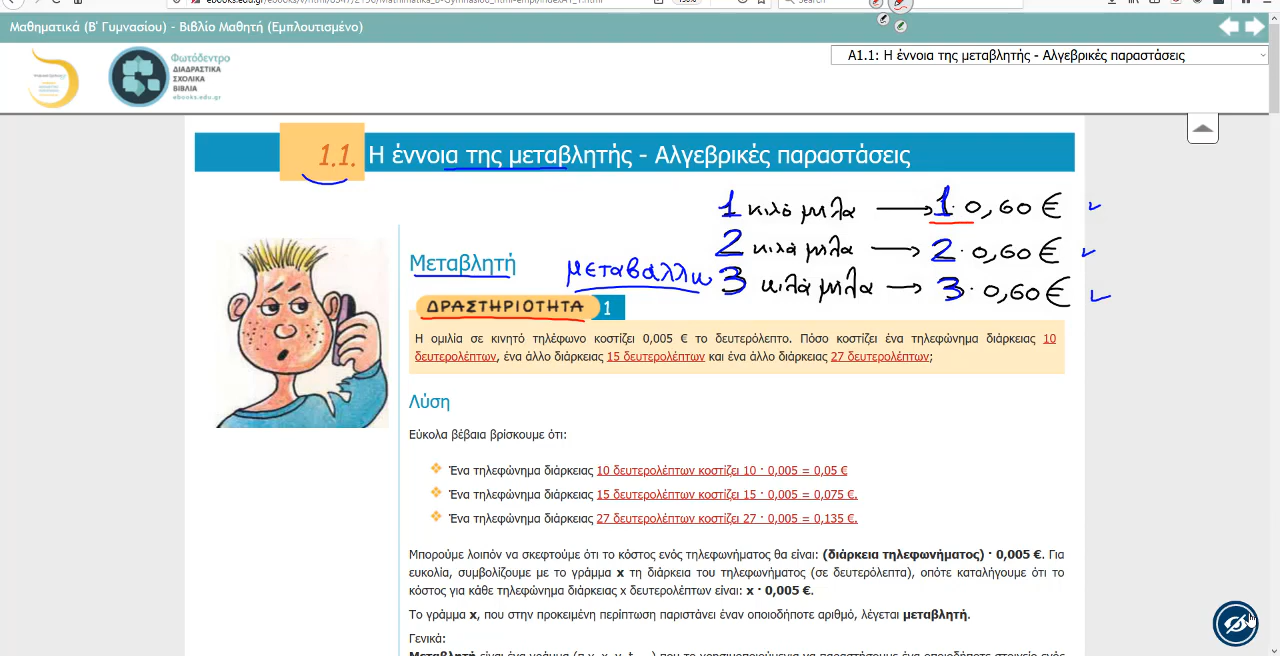 Search
Μαθηματικά (Β΄ Γυμνασίου) - Βιβλίο Μαθητή (Εμπλουτισμένο)
Φωτόδεντρο
ΔΙΑΔΡΑΣΤΙΚΑ
ΣΧΟΛΙΚΑ
ΒΙΒΛΙΑ
ebooks.edu.gr
Α1.1: Η έννοια της μεταβλητής - Αλγεβρικές παραστάσεις
1.1. Η έννοια της μεταβλητής - Αλγεβρικές παραστάσεις
1 κιλό μήλα → 1 · 0,60 €
2 κιλά μήλα → 2 · 0,60 €
3 κιλά μήλα → 3 · 0,60 €
Μεταβλητή
ΔΡΑΣΤΗΡΙΟΤΗΤΑ 1
Η ομιλία σε κινητό τηλέφωνο κοστίζει 0,005 € το δευτερόλεπτο. Πόσο κοστίζει ένα τηλεφώνημα διάρκειας 10
δευτερολέπτων, ένα άλλο διάρκειας 15 δευτερολέπτων και ένα άλλο διάρκειας 27 δευτερολέπτων;
Λύση
Εύκολα βέβαια βρίσκουμε ότι:
Ένα τηλεφώνημα διάρκειας 10 δευτερολέπτων κοστίζει 10 · 0,005 = 0,05 €
Ένα τηλεφώνημα διάρκειας 15 δευτερολέπτων κοστίζει 15 · 0,005 = 0,075 €.
Ένα τηλεφώνημα διάρκειας 27 δευτερολέπτων κοστίζει 27 · 0,005 = 0,135 €.
Μπορούμε λοιπόν να σκεφτούμε ότι το κόστος ενός τηλεφωνήματος θα είναι: (διάρκεια τηλεφωνήματος) · 0,005 €. Για
ευκολία, συμβολίζουμε με το γράμμα x τη διάρκεια του τηλεφωνήματος (σε δευτερόλεπτα), οπότε καταλήγουμε ότι το
κόστος για κάθε τηλεφώνημα διάρκειας x δευτερολέπτων είναι: x · 0,005 €.
Το γράμμα x, που στην προκειμένη περίπτωση παριστάνει έναν οποιοδήποτε αριθμό, λέγεται μεταβλητή.
Γενικά: